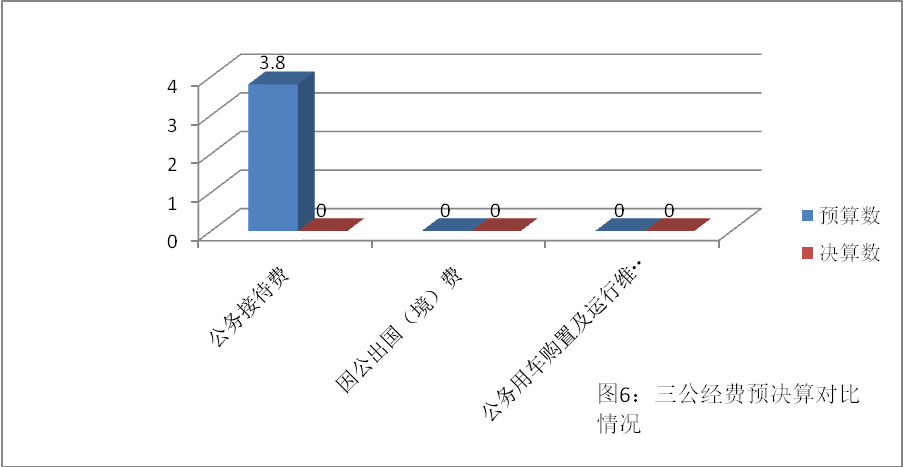 3.8
4
3
2
1
0
0
0
0
0
0
预算数
决算数
公务接待费
因公出国（境）费
公务用车购置及运行维…
图6：三公经费预决算对比
情况